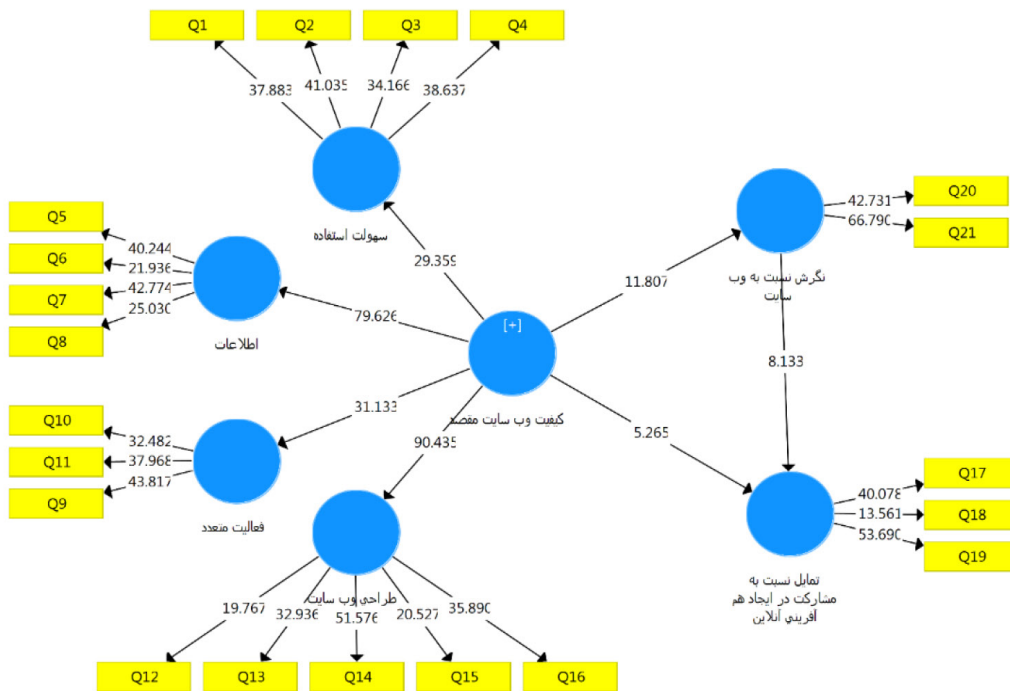 Q1
Q2
Q3
Q4
37.883
41.035
34.166
38.637
سهولت استفاده
29.359
Q5
Q6
Q7
Q8
40.244
21.936
42.774
25.030
اطلاعات
79.626
Q10
Q11
Q9
32.482
37.968
43.817
فعالیت متعدد
31.133
[+]
کیفیت وب سایت مقصد
90.435
طراحی وب سایت
19.767
32.936
51.576
20.527
35.890
Q12
Q13
Q14
Q15
Q16
11.807
Q20
Q21
42.731
66.790
نگرش نسبت به وب
سایت
8.133
5.265
Q17
Q18
Q19
40.078
13.561
53.690
تمایل نسبت به
مشارکت در ایجاد هم
آفرینی آنلاین